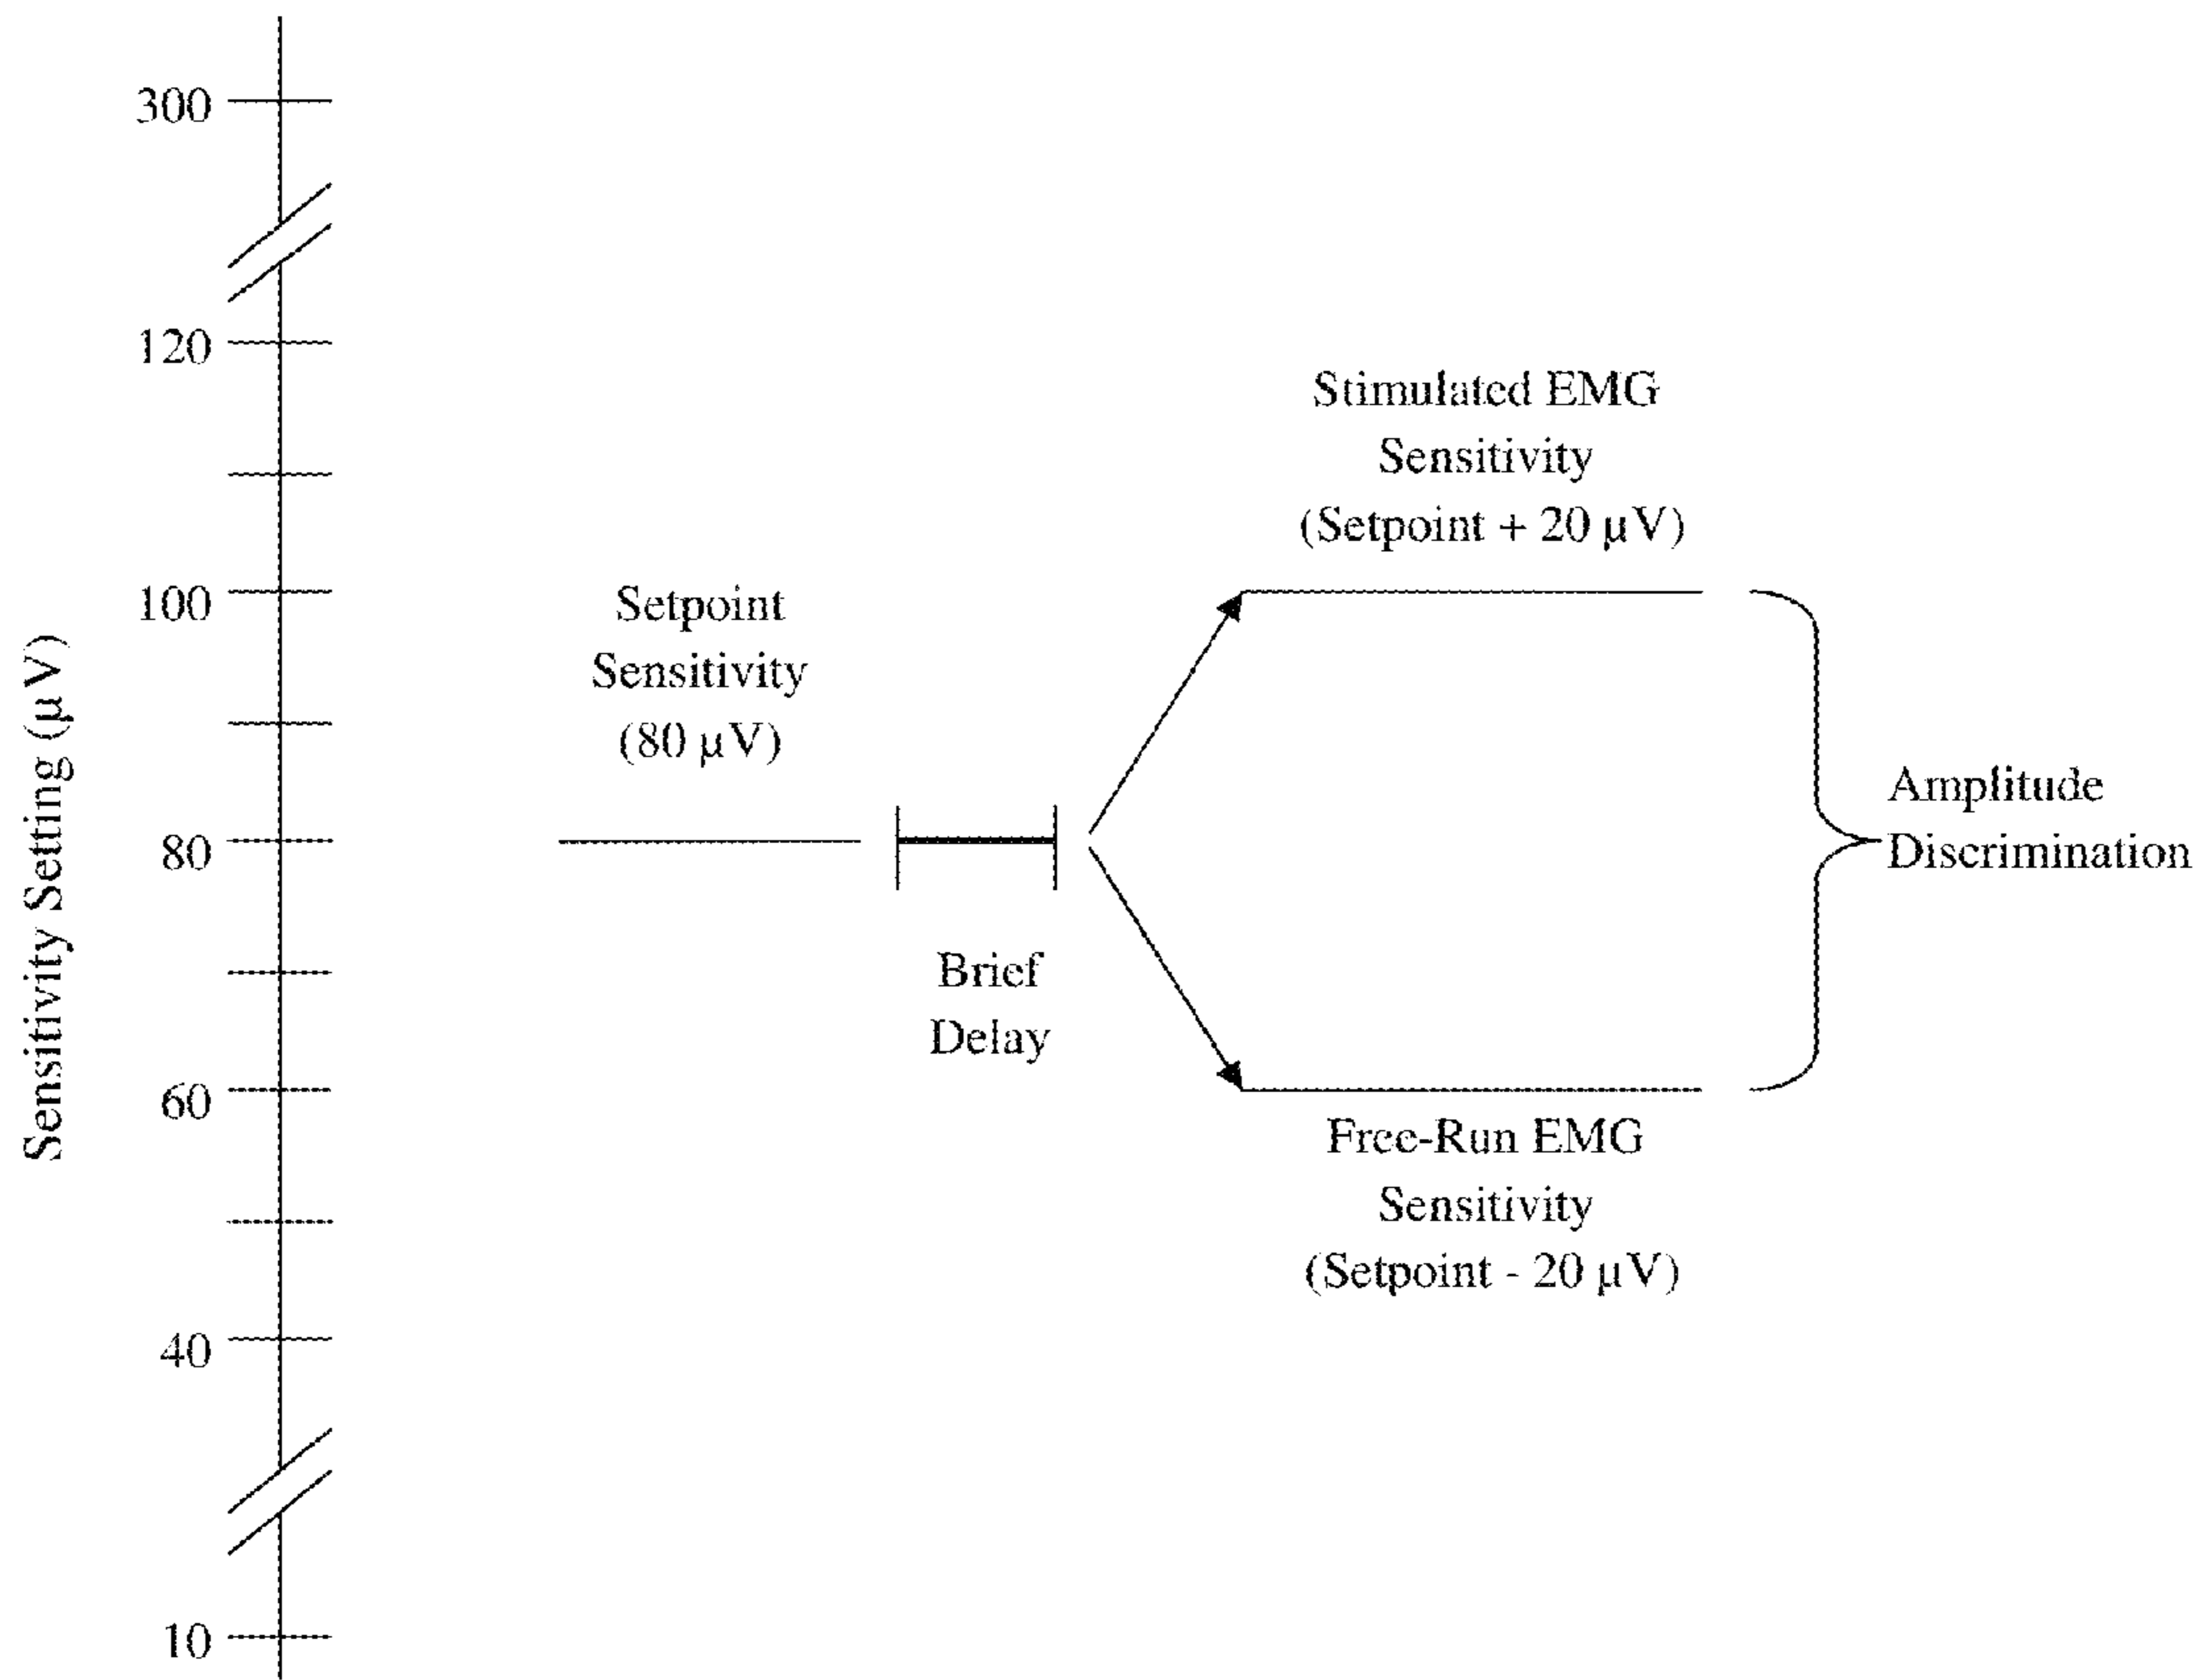 300
120
100
80
60
40
10
Sensitivity Setting (µV)
Setpoint
Sensitivity
(80 µV)
Brief
Delay
Stimulated EMG
Sensitivity
(Setpoint + 20 µV)
Free-Run EMG
Sensitivity
(Setpoint - 20 µV)
Amplitude
Discrimination